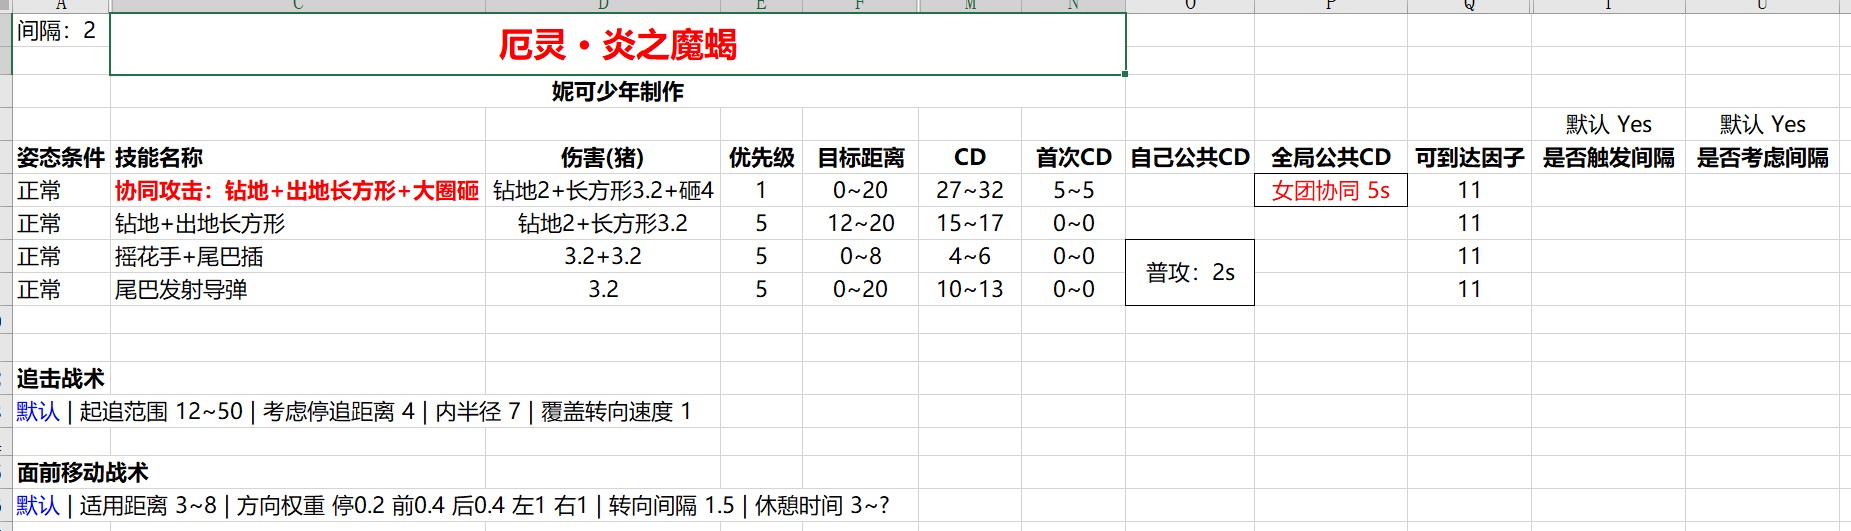 A C D E F M N O P Q T U
间隔：2
厄灵・炎之魔蝎
妮可少年制作
默认 Yes 默认 Yes
姿态条件 技能名称 伤害(猪) 优先级 目标距离 CD 首次CD 自己公共CD 全局公共CD 可到达因子 是否触发间隔 是否考虑间隔
正常 协同攻击：钻地+出地长方形+大圈砸 钻地2+长方形3.2+砸4 1 0~20 27~32 5~5 女团协同 5s 11
正常 钻地+出地长方形 钻地2+长方形3.2 5 12~20 15~17 0~0 11
正常 摇花手+尾巴插 3.2+3.2 5 0~8 4~6 0~0 11
普攻：2s
正常 尾巴发射导弹 3.2 5 0~20 10~13 0~0 11
追击战术
默认 | 起追范围 12~50 | 考虑停追距离 4 | 内半径 7 | 覆盖转向速度 1
面前移动战术
默认 | 适用距离 3~8 | 方向权重 停0.2 前0.4 后0.4 左1 右1 | 转向间隔 1.5 | 休憩时间 3~?